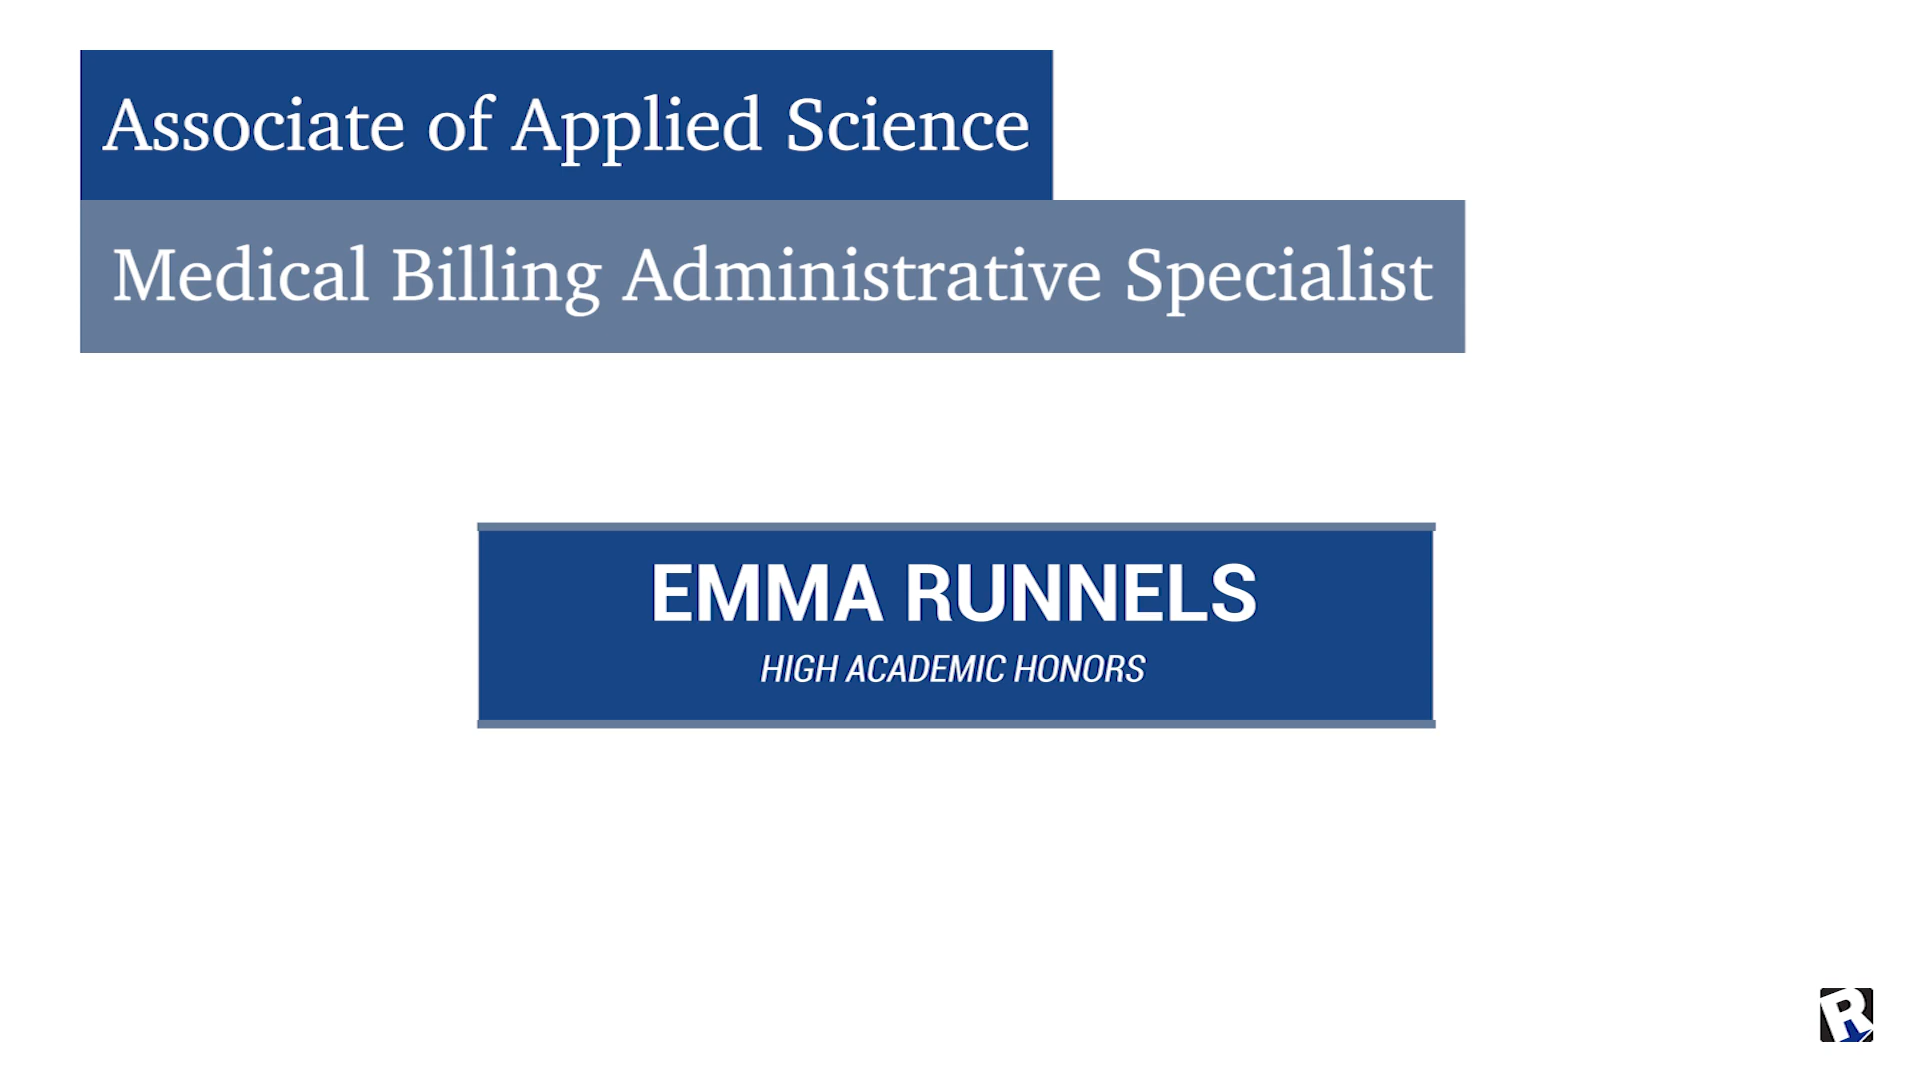 Associate of Applied Science
Medical Billing Administrative Specialist
EMMA RUNNELS
HIGH ACADEMIC HONORS
R